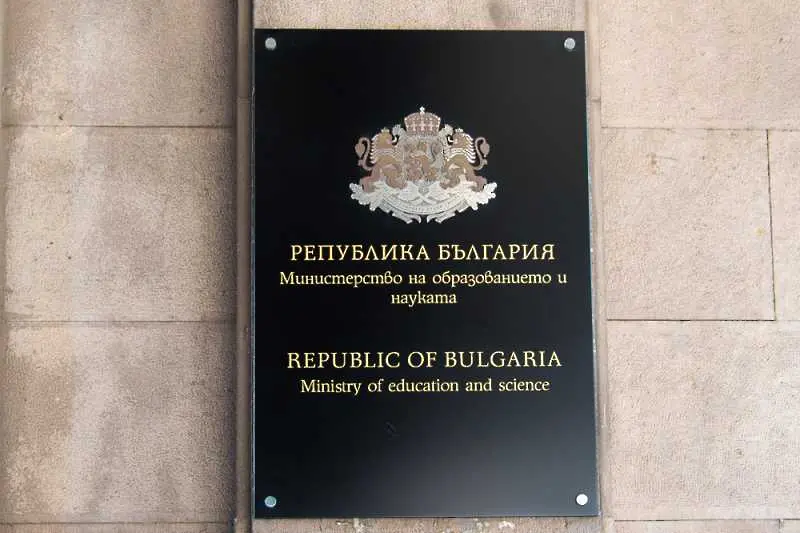 РЕПУБЛИКА БЪЛГАРИЯ
Министерство на образованието и
науката
REPUBLIC OF BULGARIA
Ministry of education and science